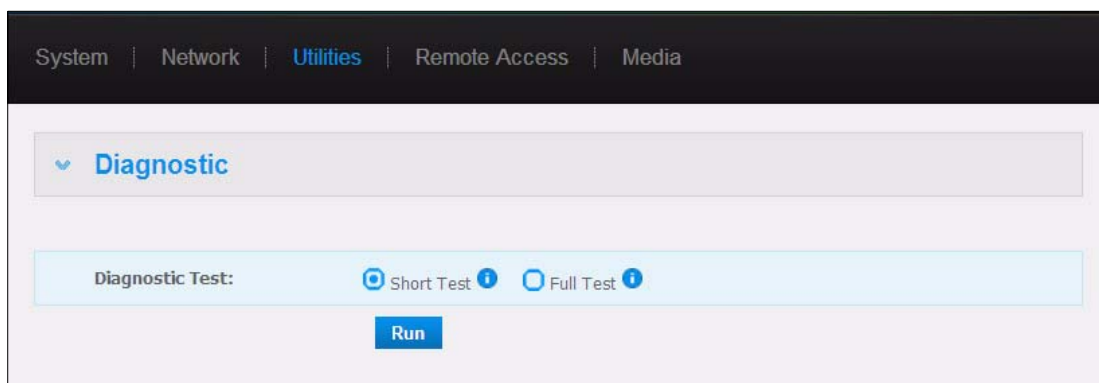 System | Network | Utilities | Remote Access | Media
Diagnostic
Diagnostic Test: Short Test i Full Test i
Run